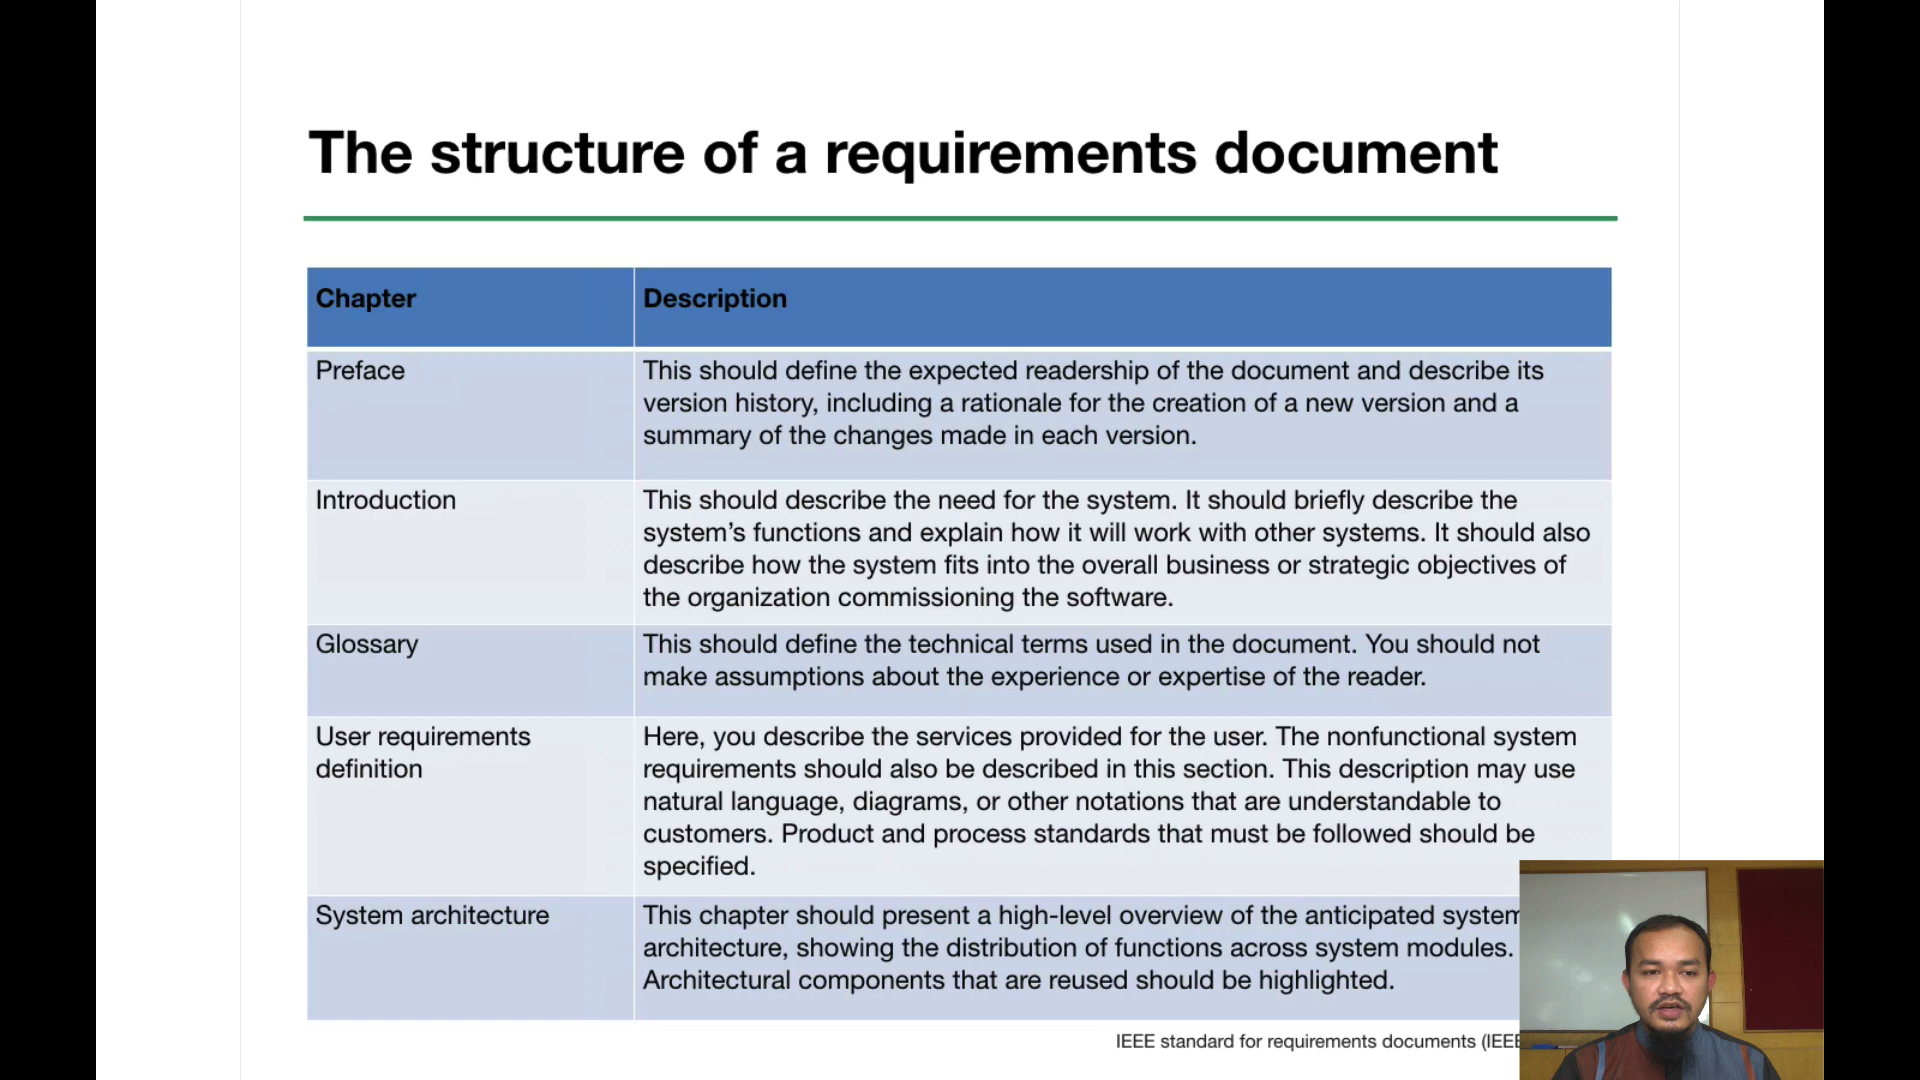 The structure of a requirements document
Chapter
Description
Preface
This should define the expected readership of the document and describe its
version history, including a rationale for the creation of a new version and a
summary of the changes made in each version.
Introduction
This should describe the need for the system. It should briefly describe the
system’s functions and explain how it will work with other systems. It should also
describe how the system fits into the overall business or strategic objectives of
the organization commissioning the software.
Glossary
This should define the technical terms used in the document. You should not
make assumptions about the experience or expertise of the reader.
User requirements
definition
Here, you describe the services provided for the user. The nonfunctional system
requirements should also be described in this section. This description may use
natural language, diagrams, or other notations that are understandable to
customers. Product and process standards that must be followed should be
specified.
System architecture
This chapter should present a high-level overview of the anticipated system
architecture, showing the distribution of functions across system modules.
Architectural components that are reused should be highlighted.
IEEE standard for requirements documents (IEEE